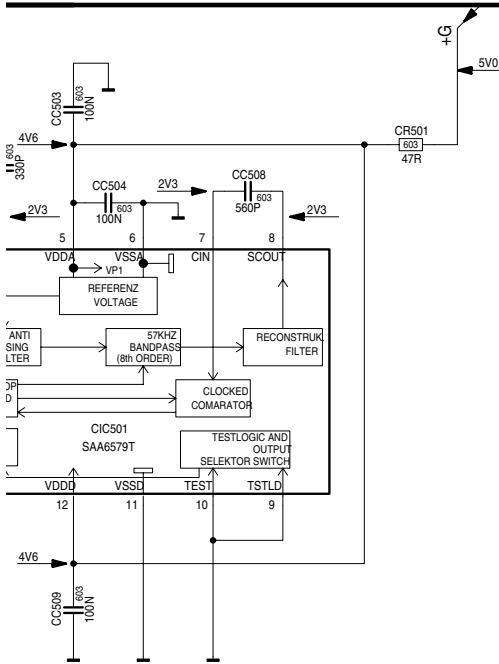 +G
5V0
603
CC503
100N
CR501
603
47R
4V6
603
330P
CC504
603
100N
2V3
CC508
603
560P
2V3
2V3
5
6
7
8
VDDA
VSSA
CIN
SCOUT
VP1
REFERENZ
VOLTAGE
ANTI
SING
LTER
57KHZ
BANDPASS
(8th ORDER)
RECONSTRUK.
FILTER
OP
D
CLOCKED
COMARATOR
CIC501
SAA6579T
TESTLOGIC AND
OUTPUT
SELEKTOR SWITCH
VDDD
VSSD
TEST
TSTLD
12
11
10
9
4V6
CC509
603
100N